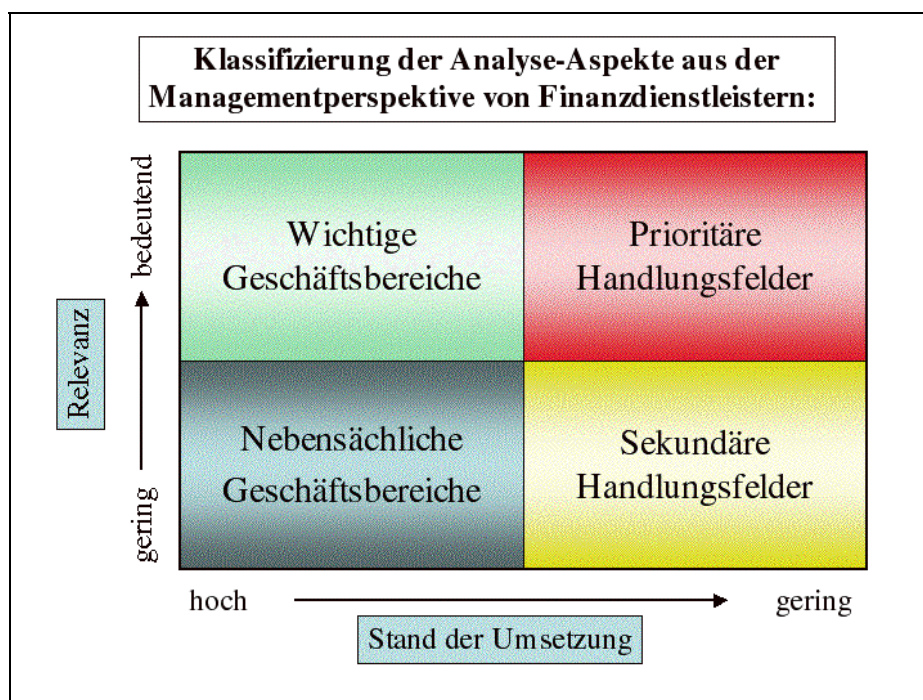 Klassifizierung der Analyse-Aspekte aus der
Managementperspektive von Finanzdienstleistern:
bedeutend
Relevanz
gering
Wichtige
Geschäftsbereiche
Prioritäre
Handlungsfelder
Nebensächliche
Geschäftsbereiche
Sekundäre
Handlungsfelder
hoch
gering
Stand der Umsetzung